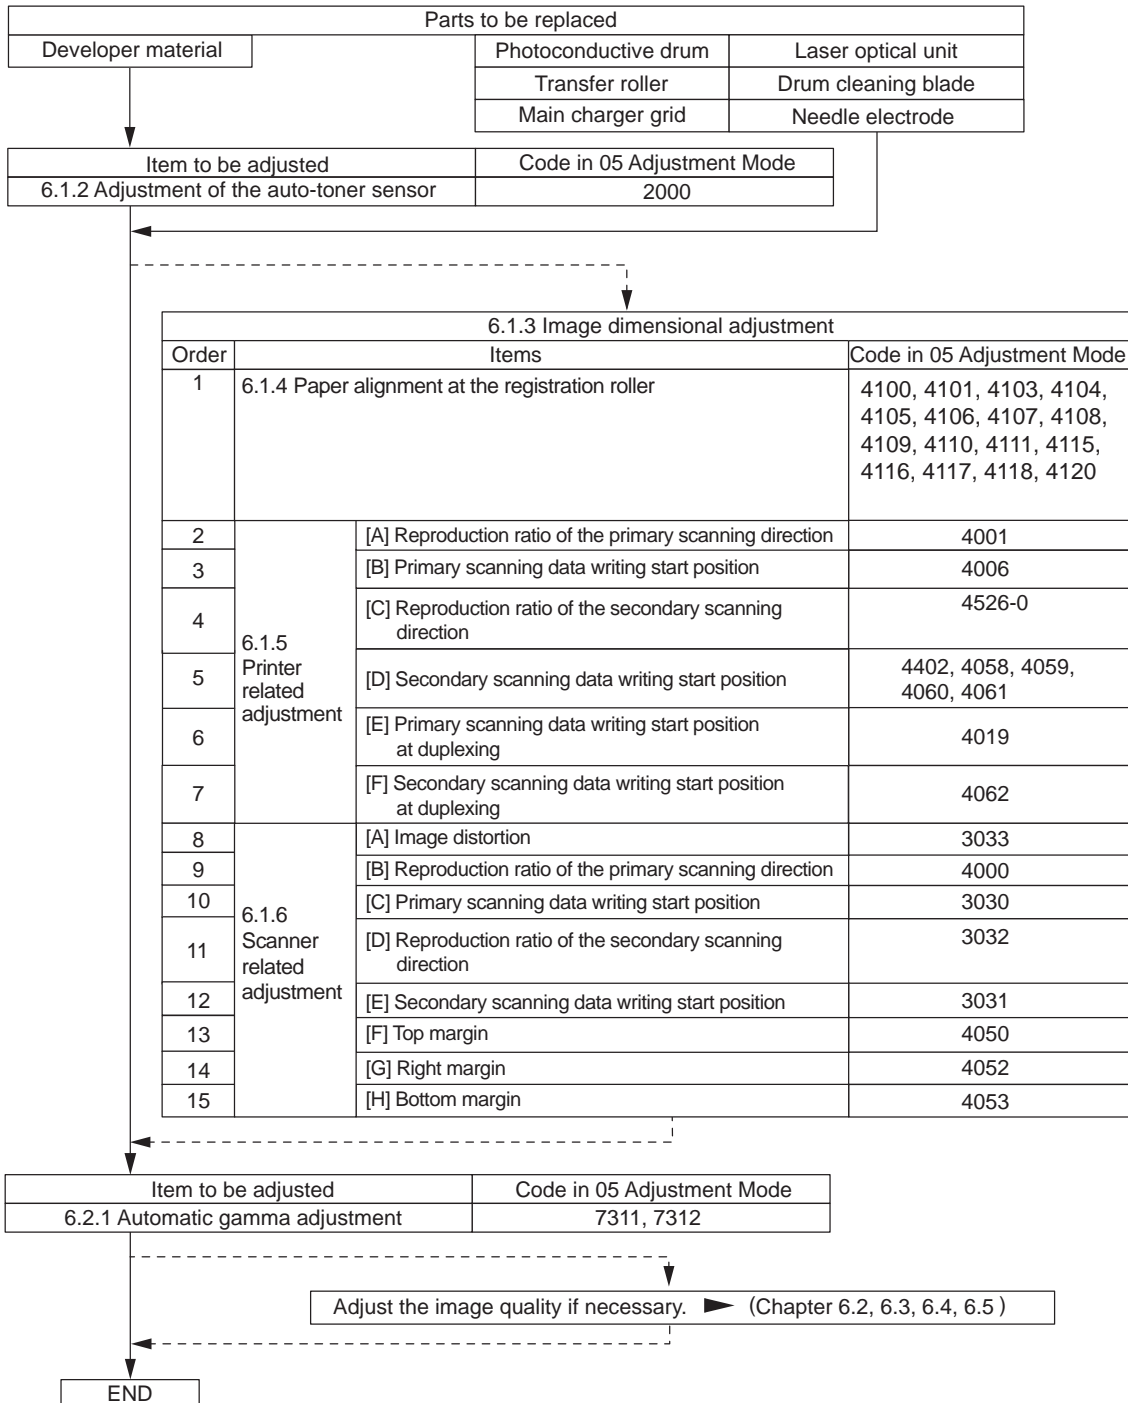 Parts to be replaced
Developer material
Photoconductive drum
Laser optical unit
Transfer roller
Drum cleaning blade
Main charger grid
Needle electrode
Item to be adjusted
Code in 05 Adjustment Mode
6.1.2 Adjustment of the auto-toner sensor
2000
6.1.3 Image dimensional adjustment
Order
Items
Code in 05 Adjustment Mode
1
6.1.4 Paper alignment at the registration roller
4100, 4101, 4103, 4104,
4105, 4106, 4107, 4108,
4109, 4110, 4111, 4115,
4116, 4117, 4118, 4120
6.1.5
Printer
related
adjustment
2
[A] Reproduction ratio of the primary scanning direction
4001
3
[B] Primary scanning data writing start position
4006
4
[C] Reproduction ratio of the secondary scanning
direction
4526-0
5
[D] Secondary scanning data writing start position
4402, 4058, 4059,
4060, 4061
6
[E] Primary scanning data writing start position
at duplexing
4019
7
[F] Secondary scanning data writing start position
at duplexing
4062
6.1.6
Scanner
related
adjustment
8
[A] Image distortion
3033
9
[B] Reproduction ratio of the primary scanning direction
4000
10
[C] Primary scanning data writing start position
3030
11
[D] Reproduction ratio of the secondary scanning
direction
3032
12
[E] Secondary scanning data writing start position
3031
13
[F] Top margin
4050
14
[G] Right margin
4052
15
[H] Bottom margin
4053
Item to be adjusted
Code in 05 Adjustment Mode
6.2.1 Automatic gamma adjustment
7311, 7312
Adjust the image quality if necessary. ► (Chapter 6.2, 6.3, 6.4, 6.5 )
END